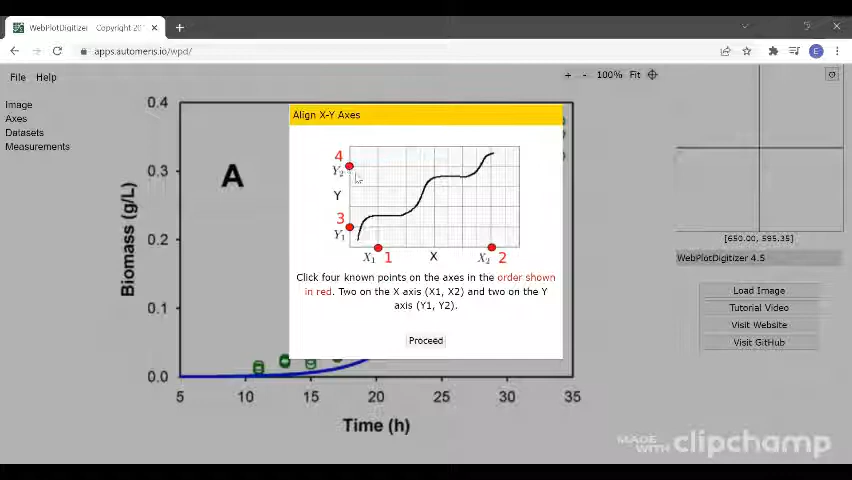 WebPlotDigitizer - Copyright 201
apps.automeris.io/wpd/
E
File Help
+ - 100% Fit
Image
Axes
Datasets
Measurements
0.4
0.3
0.2
0.1
0.0
Biomass (g/L)
A
5 10 15 20 25 30 35
Time (h)
Align X-Y Axes
4
Y2
Y
3
Y1
X1 1 X X2 2
Click four known points on the axes in the order shown
in red. Two on the X axis (X1, X2) and two on the Y
axis (Y1, Y2).
Proceed
[650.00, 595.35]
WebPlotDigitizer 4.5
Load Image
Tutorial Video
Visit Website
Visit GitHub
MADE WITH clipchamp